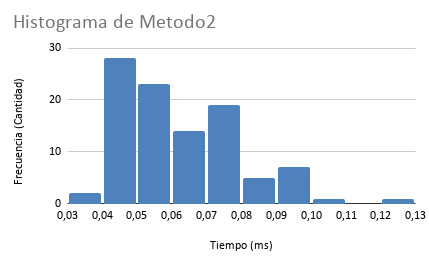 Histograma de Metodo2
Frecuencia (Cantidad)
30
20
10
0
0,03 0,04 0,05 0,06 0,07 0,08 0,09 0,10 0,11 0,12 0,13
Tiempo (ms)